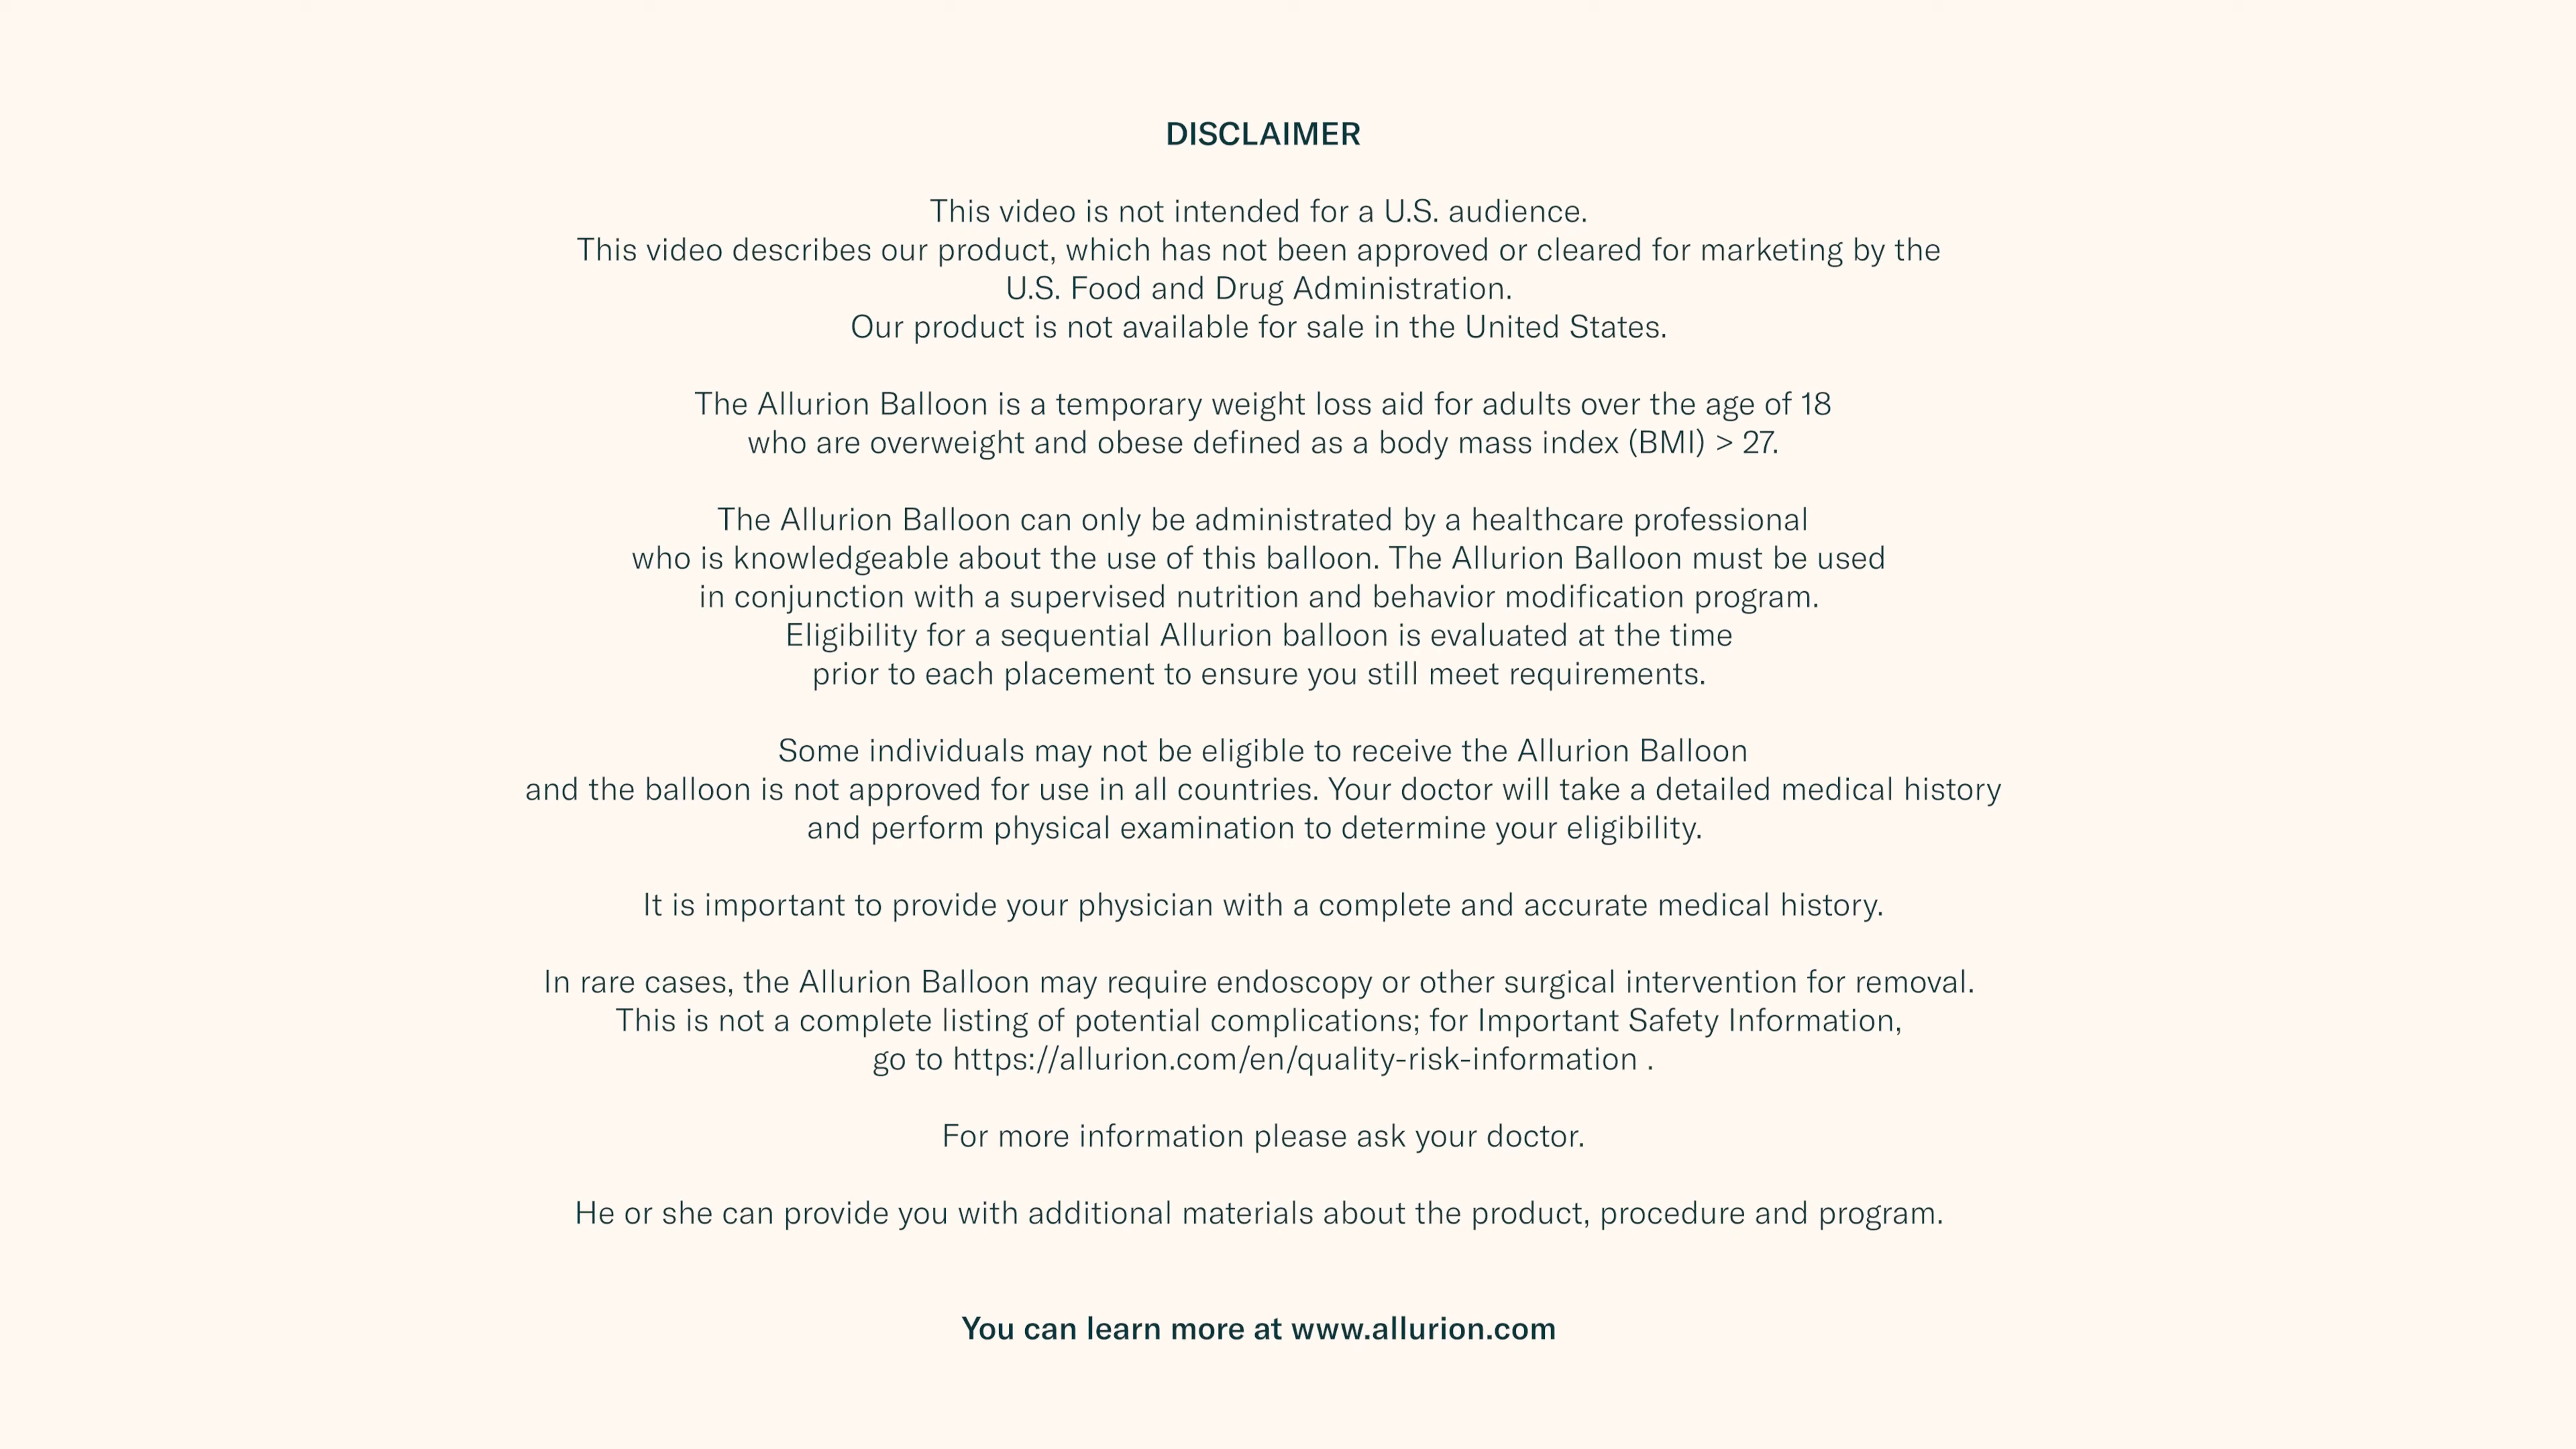 DISCLAIMER
This video is not intended for a U.S. audience.
This video describes our product, which has not been approved or cleared for marketing by the
U.S. Food and Drug Administration.
Our product is not available for sale in the United States.
The Allurion Balloon is a temporary weight loss aid for adults over the age of 18
who are overweight and obese defined as a body mass index (BMI) > 27.
The Allurion Balloon can only be administrated by a healthcare professional
who is knowledgeable about the use of this balloon. The Allurion Balloon must be used
in conjunction with a supervised nutrition and behavior modification program.
Eligibility for a sequential Allurion balloon is evaluated at the time
prior to each placement to ensure you still meet requirements.
Some individuals may not be eligible to receive the Allurion Balloon
and the balloon is not approved for use in all countries. Your doctor will take a detailed medical history
and perform physical examination to determine your eligibility.
It is important to provide your physician with a complete and accurate medical history.
In rare cases, the Allurion Balloon may require endoscopy or other surgical intervention for removal.
This is not a complete listing of potential complications; for Important Safety Information,
go to https://allurion.com/en/quality-risk-information .
For more information please ask your doctor.
He or she can provide you with additional materials about the product, procedure and program.
You can learn more at www.allurion.com